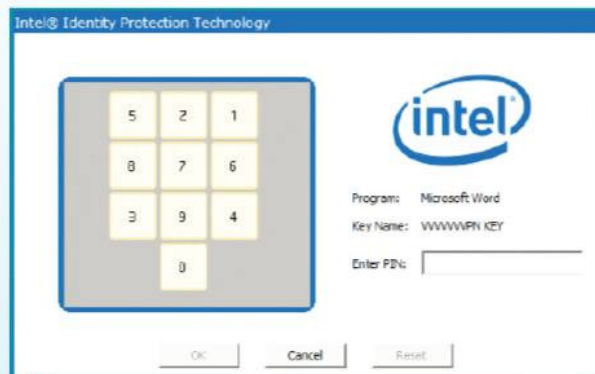 Intel® Identity Protection Technology
5 2 1
8 7 6
3 9 4
0
intel
Program: Microsoft Word
Key Name: VVVVVVPN KEY
Enter PIN:
OK Cancel Reset